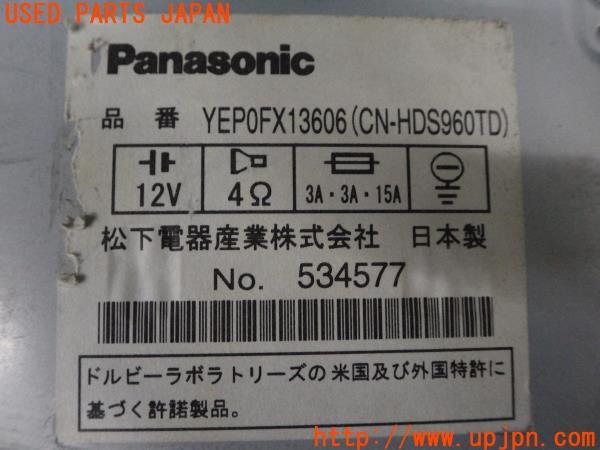 USED PARTS JAPAN
Panasonic
品 番 YEP0FX13606(CN-HDS960TD)
12V 4Ω 3A・3A・15A
松下電器産業株式会社 日本製
No. 534577
ドルビーラボラトリーズの米国及び外国特許に
基づく許諾製品。
UPJ
https://www.upjpn.com